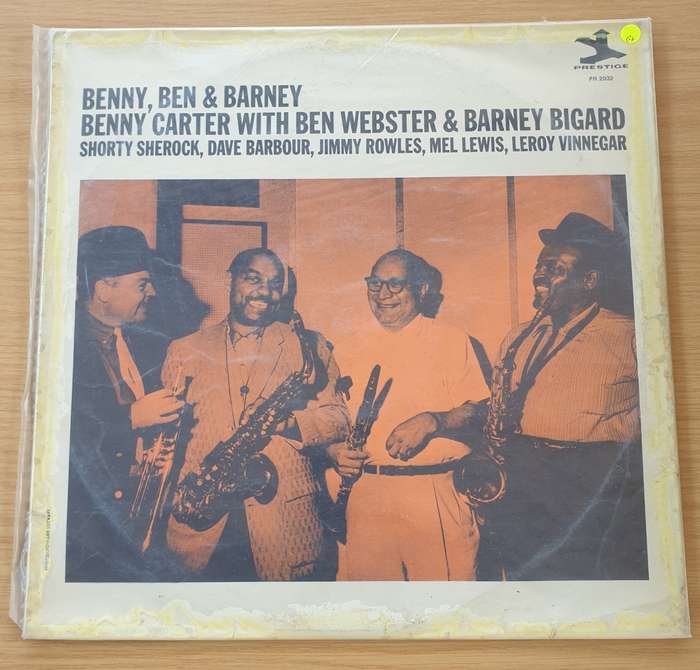 PRESTIGE
PR 2032
BENNY, BEN & BARNEY
BENNY CARTER WITH BEN WEBSTER & BARNEY BIGARD
SHORTY SHEROCK, DAVE BARBOUR, JIMMY ROWLES, MEL LEWIS, LEROY VINNEGAR